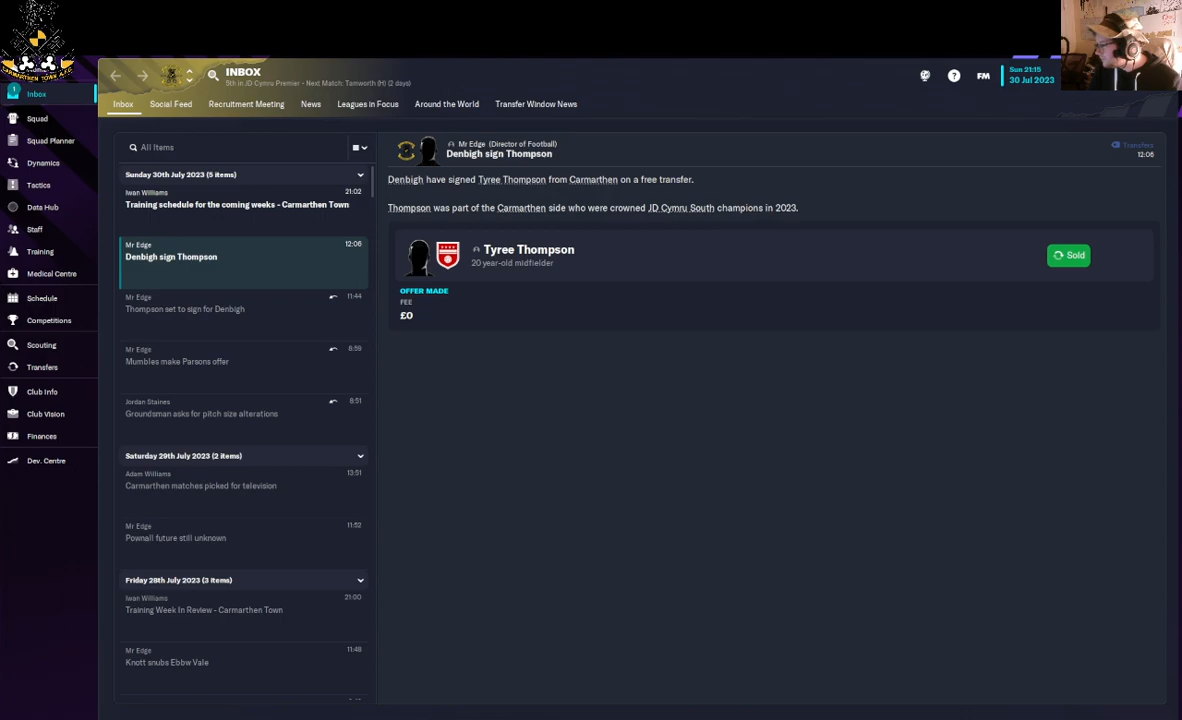 CARMARTHEN TOWN A.F.C.
INBOX
5th in JD Cymru Premier - Next Match: Tamworth (H) (2 days)
FM
Sun 21:15
30 Jul 2023
1
Inbox
Squad
Squad Planner
Dynamics
Tactics
Data Hub
Staff
Training
Medical Centre
Schedule
Competitions
Scouting
Transfers
Club Info
Club Vision
Finances
Dev. Centre
Inbox Social Feed Recruitment Meeting News Leagues in Focus Around the World Transfer Window News
All Items
Sunday 30th July 2023 (5 items)
Iwan Williams 21:02
Training schedule for the coming weeks - Carmarthen Town
Mr Edge 12:06
Denbigh sign Thompson
Mr Edge 11:44
Thompson set to sign for Denbigh
Mr Edge 8:59
Mumbles make Parsons offer
Jordan Staines 8:51
Groundsman asks for pitch size alterations
Saturday 29th July 2023 (2 items)
Adam Williams 13:51
Carmarthen matches picked for television
Mr Edge 11:52
Pownall future still unknown
Friday 28th July 2023 (3 items)
Iwan Williams 21:00
Training Week In Review - Carmarthen Town
Mr Edge 11:48
Knott snubs Ebbw Vale
Mr Edge (Director of Football)
Denbigh sign Thompson
Transfers
12:06
Denbigh have signed Tyree Thompson from Carmarthen on a free transfer.
Thompson was part of the Carmarthen side who were crowned JD Cymru South champions in 2023.
Tyree Thompson
20 year-old midfielder
Sold
OFFER MADE
FEE
£0